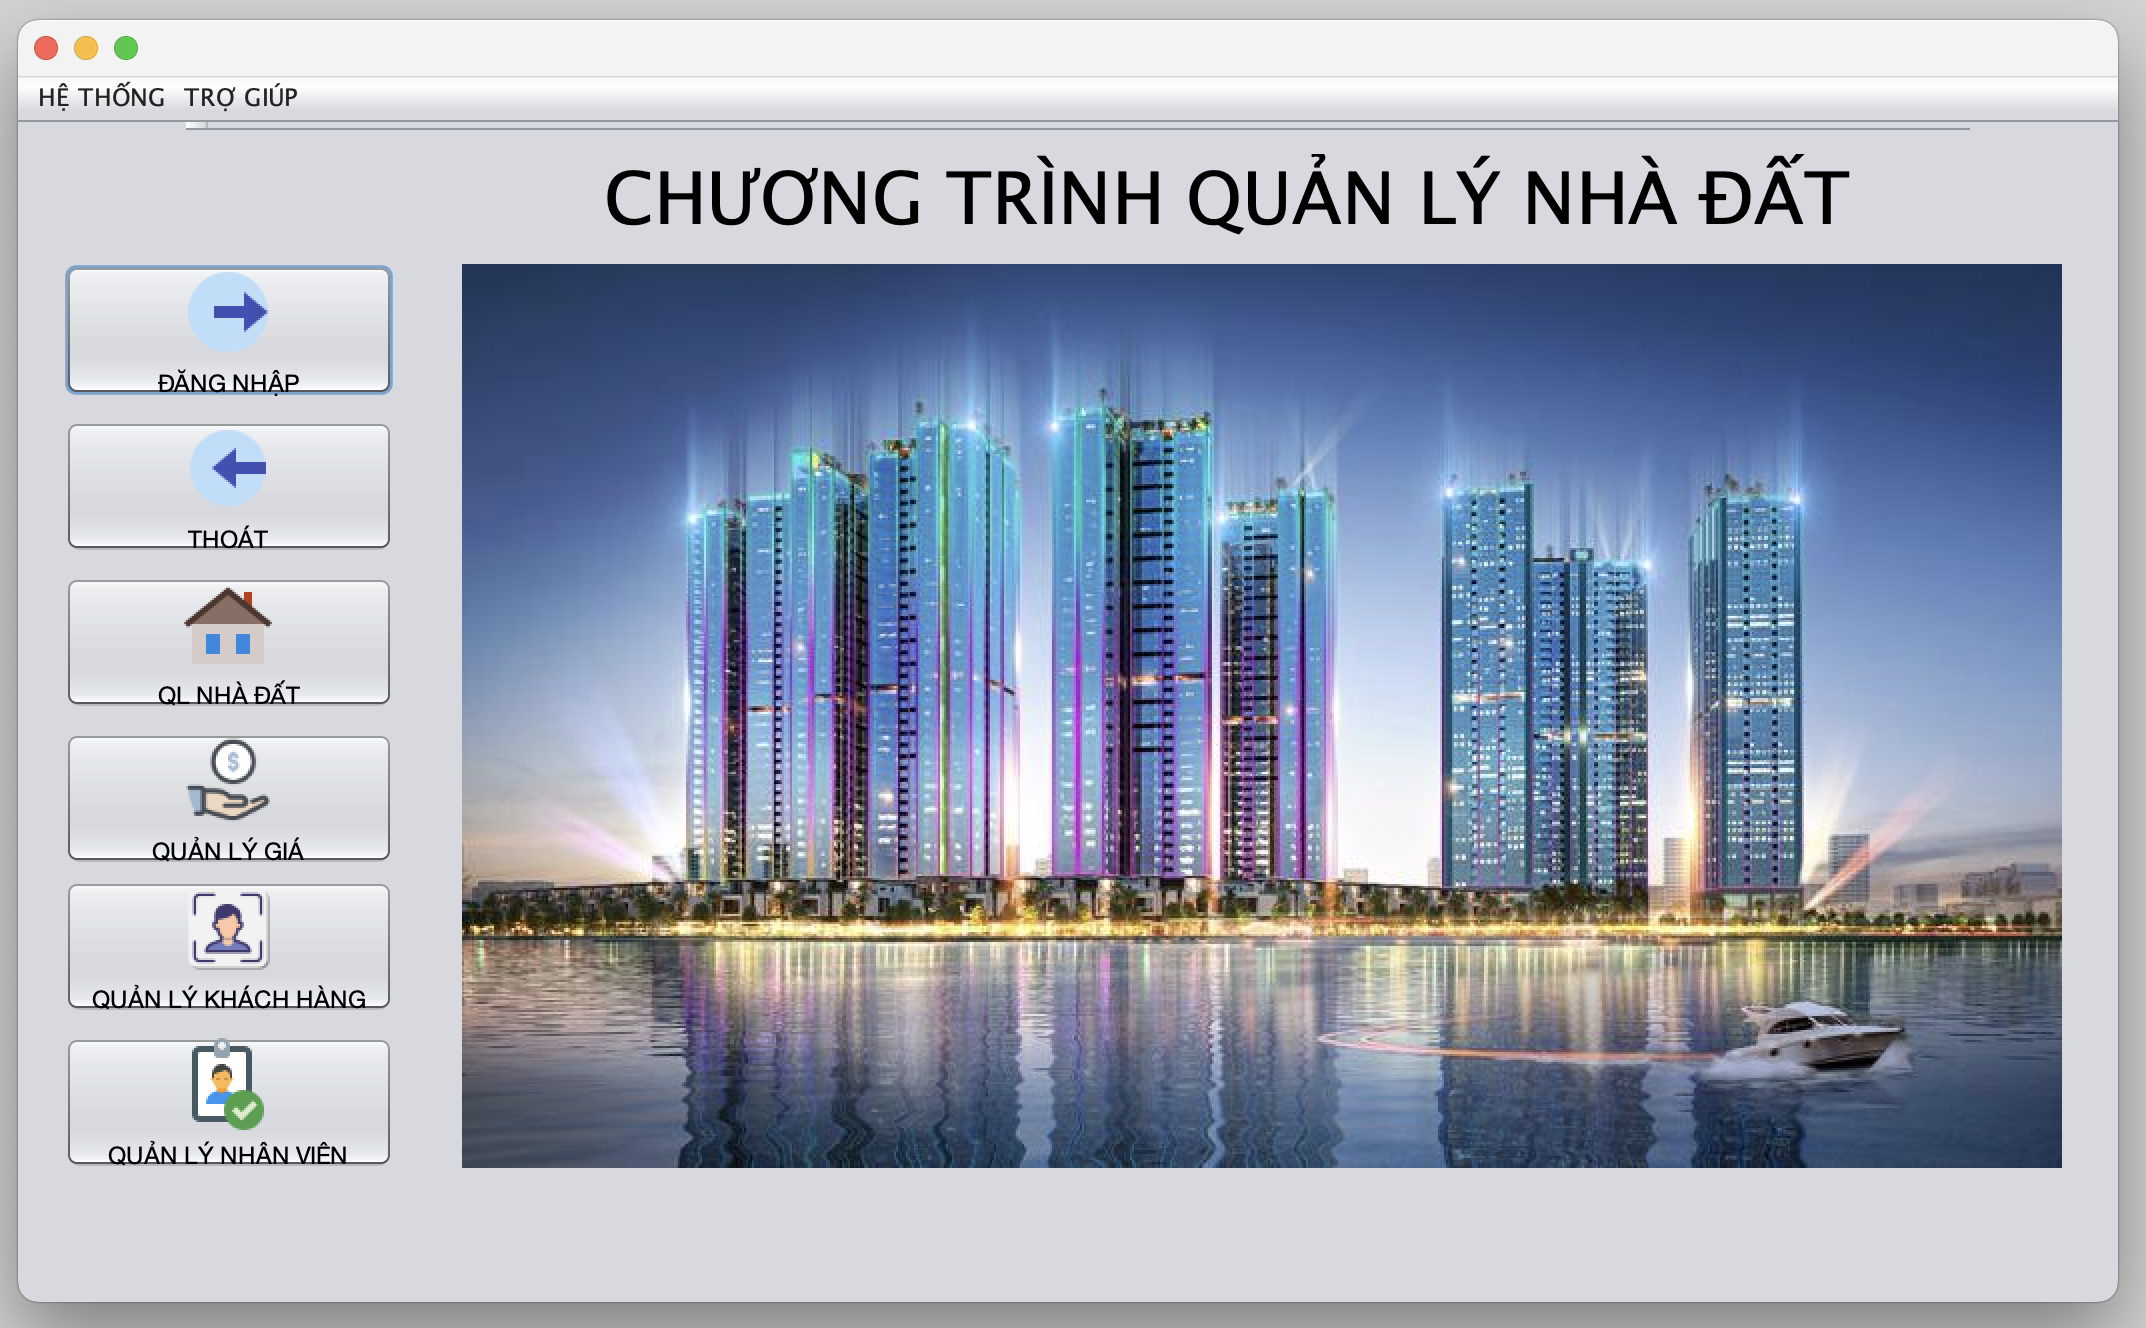 HỆ THỐNG TRỢ GIÚP
CHƯƠNG TRÌNH QUẢN LÝ NHÀ ĐẤT
ĐĂNG NHẬP
THOÁT
QL NHÀ ĐẤT
$
QUẢN LÝ GIÁ
QUẢN LÝ KHÁCH HÀNG
QUẢN LÝ NHÂN VIÊN